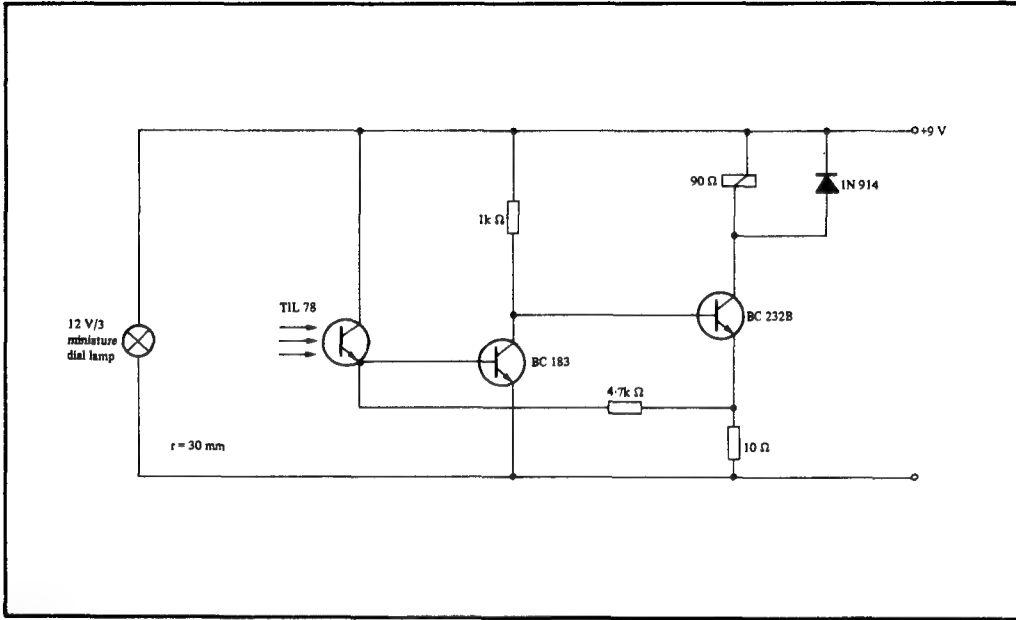 +9 V
90 Ω
1N 914
1k Ω
TIL 78
12 V/3
miniature
dial lamp
BC 232B
BC 183
4·7k Ω
r = 30 mm
10 Ω